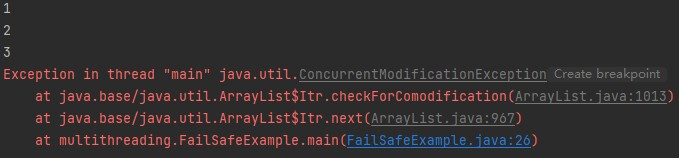 1
2
3
Exception in thread "main" java.util.ConcurrentModificationException Create breakpoint
at java.base/java.util.ArrayList$Itr.checkForComodification(ArrayList.java:1013)
at java.base/java.util.ArrayList$Itr.next(ArrayList.java:967)
at multithreading.FailSafeExample.main(FailSafeExample.java:26)